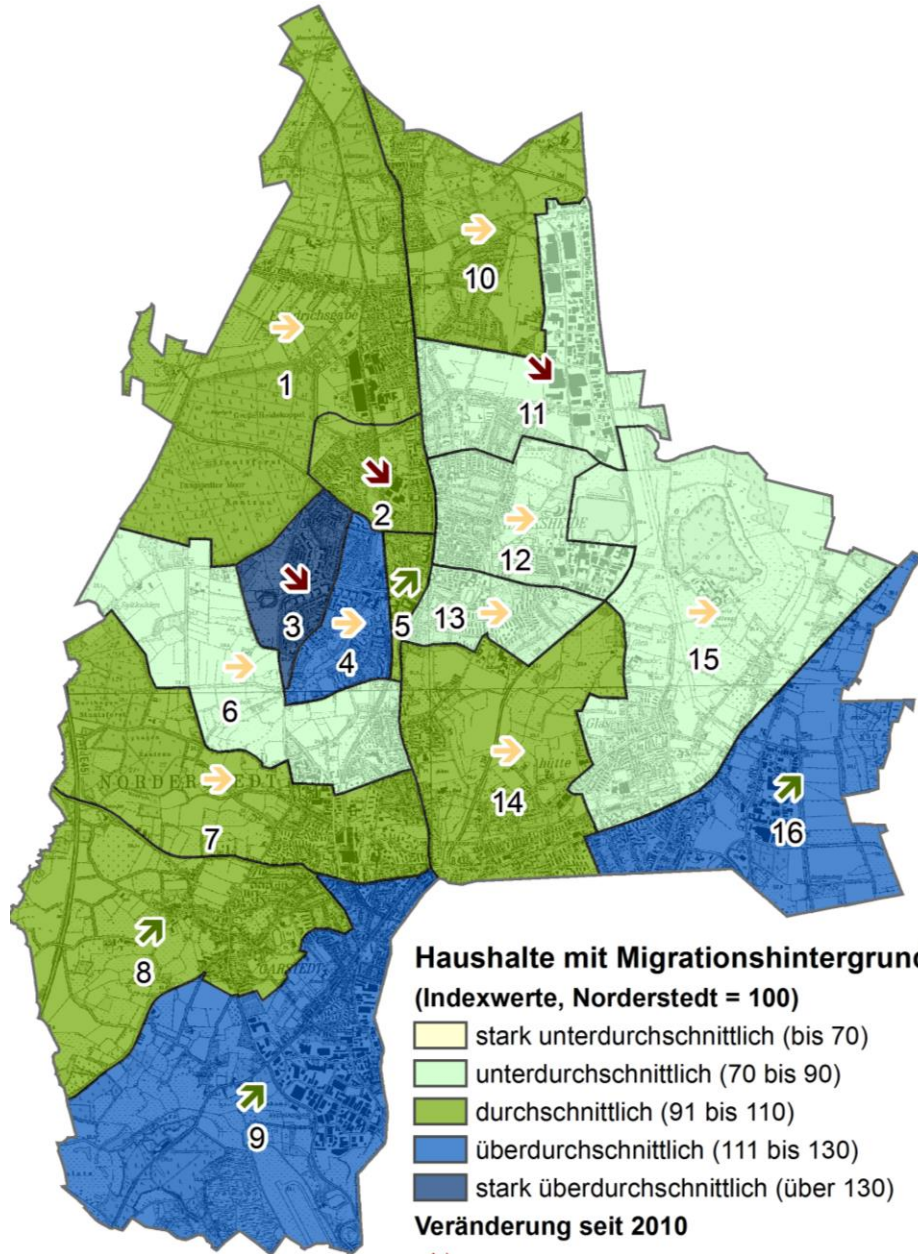 10
1
11
2
12
3
4
5
13
6
15
14
16
NORDERSTEDT
7
8
GARSTEDT
9
Haushalte mit Migrationshintergrun
(Indexwerte, Norderstedt = 100)
stark unterdurchschnittlich (bis 70)
unterdurchschnittlich (70 bis 90)
durchschnittlich (91 bis 110)
überdurchschnittlich (111 bis 130)
stark überdurchschnittlich (über 130)
Veränderung seit 2010